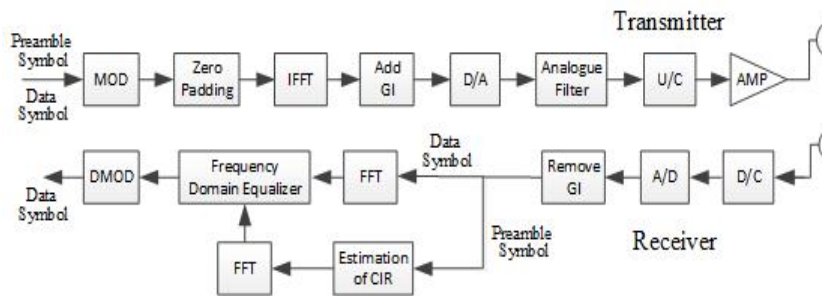 Transmitter
Preamble
Symbol
Data
Symbol
MOD
Zero
Padding
IFFT
Add
GI
D/A
Analogue
Filter
U/C
AMP
Data
Symbol
DMOD
Frequency
Domain Equalizer
FFT
Data
Symbol
Remove
GI
A/D
D/C
Preamble
Symbol
Receiver
FFT
Estimation
of CIR